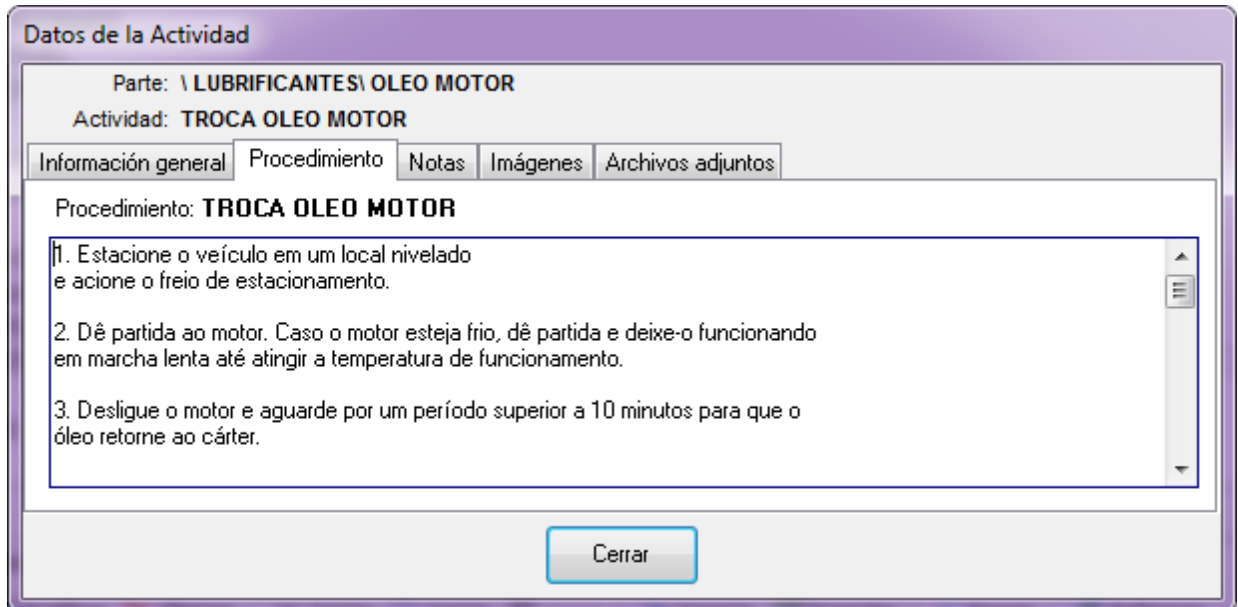 Datos de la Actividad
Parte: \ LUBRIFICANTES\ OLEO MOTOR
Actividad: TROCA OLEO MOTOR
Información general Procedimiento Notas Imágenes Archivos adjuntos
Procedimiento: TROCA OLEO MOTOR
1. Estacione o veículo em um local nivelado
e acione o freio de estacionamento.
2. Dê partida ao motor. Caso o motor esteja frio, dê partida e deixe-o funcionando
em marcha lenta até atingir a temperatura de funcionamento.
3. Desligue o motor e aguarde por um período superior a 10 minutos para que o
óleo retorne ao cárter.
Cerrar